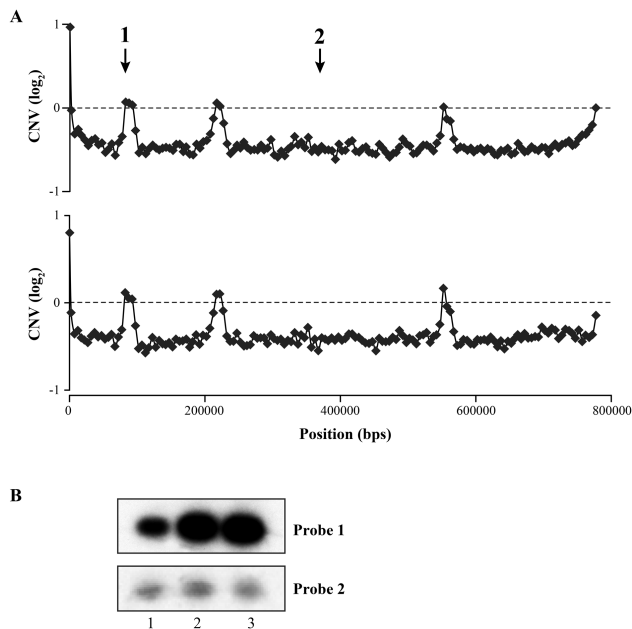 A
1
2
1
0
-1
CNV (log2)
1
0
-1
CNV (log2)
0
200000
400000
600000
800000
Position (bps)
B
Probe 1
Probe 2
1 2 3